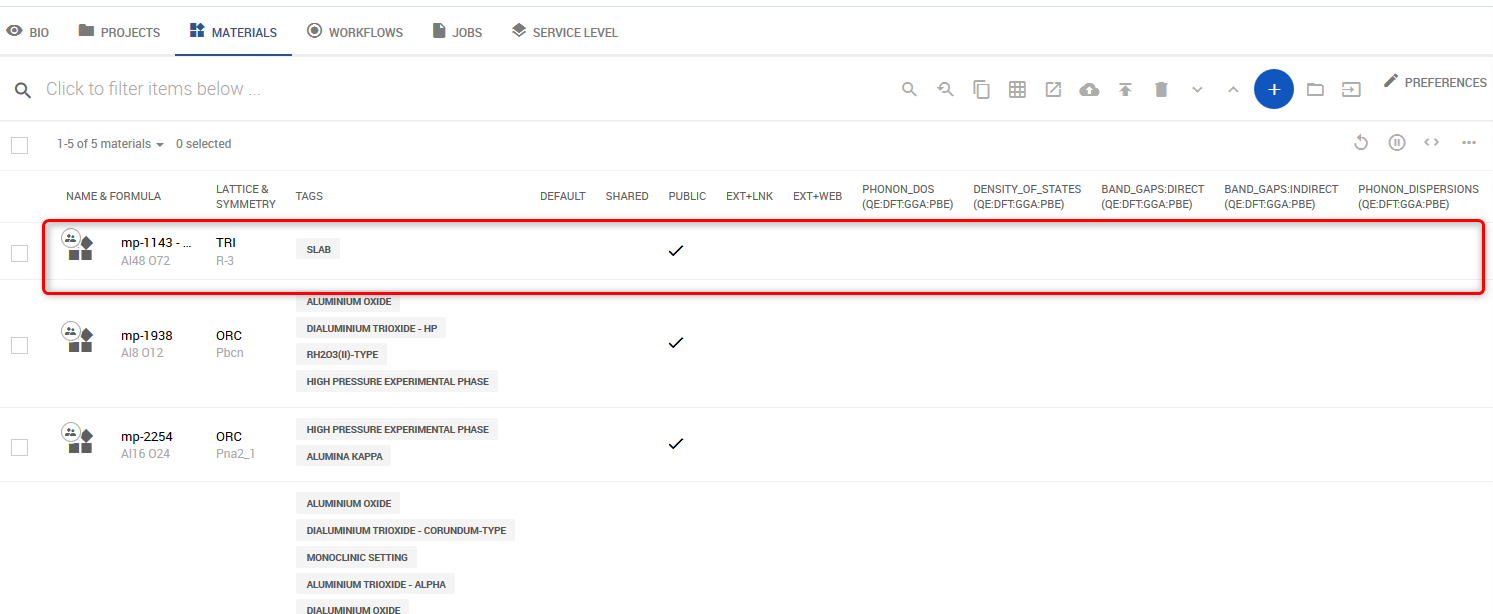 BIO PROJECTS MATERIALS WORKFLOWS JOBS SERVICE LEVEL
Click to filter items below ... PREFERENCES
1-5 of 5 materials 0 selected
NAME & FORMULA LATTICE & SYMMETRY TAGS DEFAULT SHARED PUBLIC EXT+LNK EXT+WEB PHONON_DOS (QE:DFT:GGA:PBE) DENSITY_OF_STATES (QE:DFT:GGA:PBE) BAND_GAPS:DIRECT (QE:DFT:GGA:PBE) BAND_GAPS:INDIRECT (QE:DFT:GGA:PBE) PHONON_DISPERSIONS (QE:DFT:GGA:PBE)
mp-1143 - ... TRI SLAB
Al48 O72 R-3
ALUMINIUM OXIDE
DIALUMINIUM TRIOXIDE - HP
mp-1938 ORC
Al8 O12 Pbcn RH2O3(II)-TYPE
HIGH PRESSURE EXPERIMENTAL PHASE
HIGH PRESSURE EXPERIMENTAL PHASE
mp-2254 ORC
Al16 O24 Pna2_1 ALUMINA KAPPA
ALUMINIUM OXIDE
DIALUMINIUM TRIOXIDE - CORUNDUM-TYPE
MONOCLINIC SETTING
ALUMINIUM TRIOXIDE - ALPHA
DIALUMINIUM OXIDE